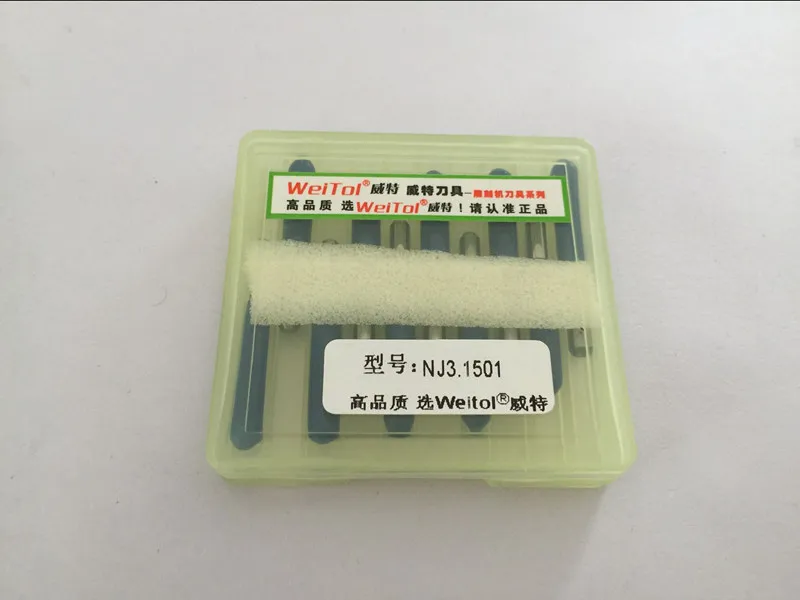 WeiTol®威特 威特刀具--雕刻机刀具系列
高品质 选WeiTol®威特！请认准正品
型号：NJ3.1501
高品质 选Weitol®威特